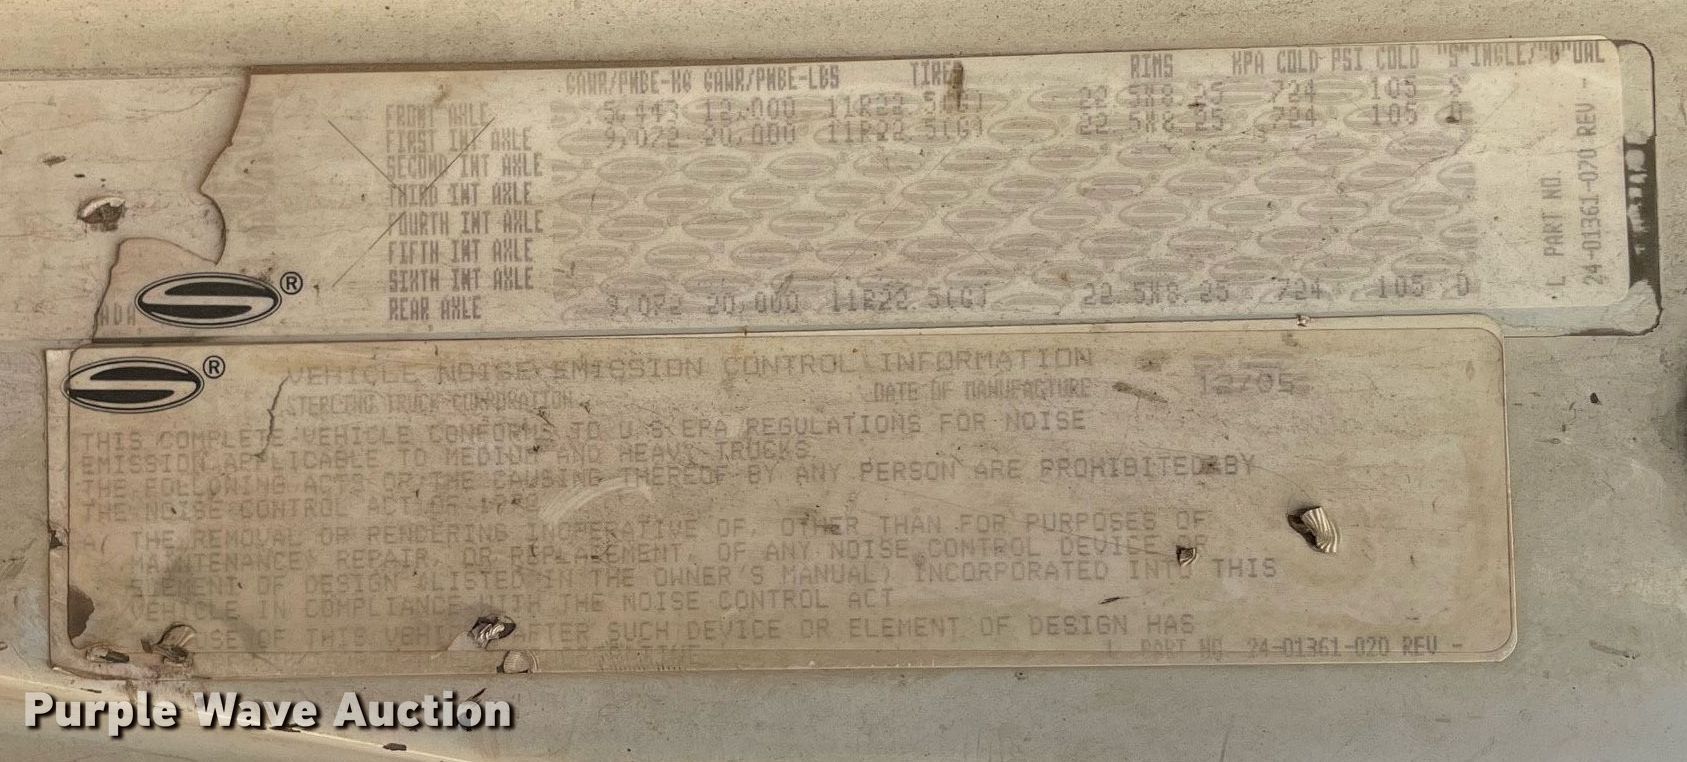 GAWR/PNBE-KG GAWR/PNBE-LBS TIRES RIMS KPA COLD PSI COLD "S"INGLE/"D"UAL
FRONT AXLE 5,443 12,000 11R22.5(G) 22.5X8.25 724 105 S
FIRST INT AXLE 9,072 20,000 11R22.5(G) 22.5X8.25 724 105 D
SECOND INT AXLE
THIRD INT AXLE
FOURTH INT AXLE
FIFTH INT AXLE
SIXTH INT AXLE
REAR AXLE 9,072 20,000 11R22.5(G) 22.5X8.25 724 105 D
L PART NO.
24-01361-020 REV -
ADA
®
®
VEHICLE NOISE EMISSION CONTROL INFORMATION
STERLING TRUCK CORPORATION DATE OF MANUFACTURE 12/05
THIS COMPLETE VEHICLE CONFORMS TO U.S EPA REGULATIONS FOR NOISE
EMISSION APPLICABLE TO MEDIUM AND HEAVY TRUCKS.
THE FOLLOWING ACTS OR THE CAUSING THEREOF BY ANY PERSON ARE PROHIBITED BY
THE NOISE CONTROL ACT OF
THE REMOVAL OR RENDERING INOPERATIVE OF, OTHER THAN FOR PURPOSES OF
MAINTENANCE, REPAIR, OR REPLACEMENT, OF ANY NOISE CONTROL DEVICE OR
ELEMENT OF DESIGN (LISTED IN THE OWNER'S MANUAL) INCORPORATED INTO THIS
VEHICLE IN COMPLIANCE WITH THE NOISE CONTROL ACT
OF THIS VEHICLE AFTER SUCH DEVICE OR ELEMENT OF DESIGN HAS
L PART NO. 24-01361-020 REV -
Purple Wave Auction